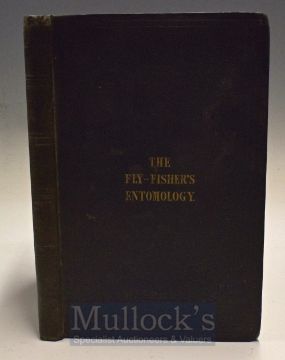 THE
FLY-FISHER'S
ENTOMOLOGY.
Mullock's
Specialist Auctioneers & Valuers